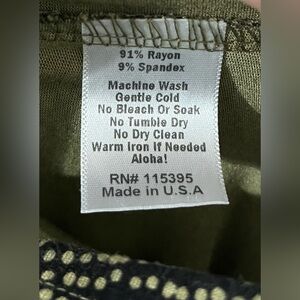 91% Rayon
9% Spandex
Machine Wash
Gentle Cold
No Bleach Or Soak
No Tumble Dry
No Dry Clean
Warm Iron If Needed
Aloha!
RN# 115395
Made in U.S.A